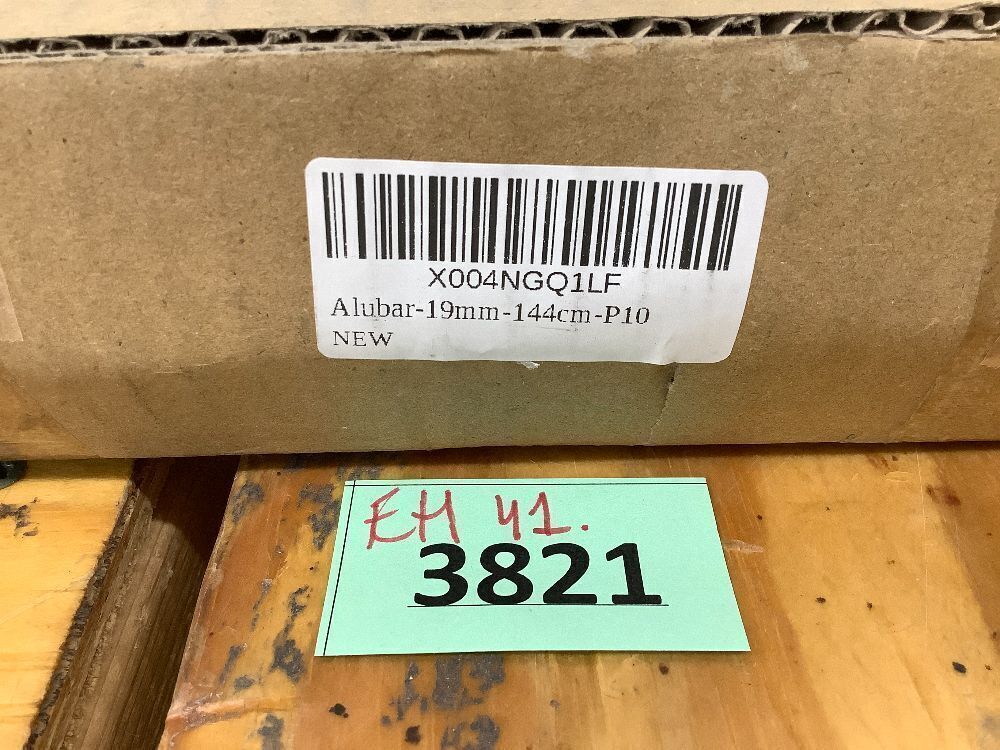 X004NGQ1LF
Alubar-19mm-144cm-P10
NEW
EH 41.
3821